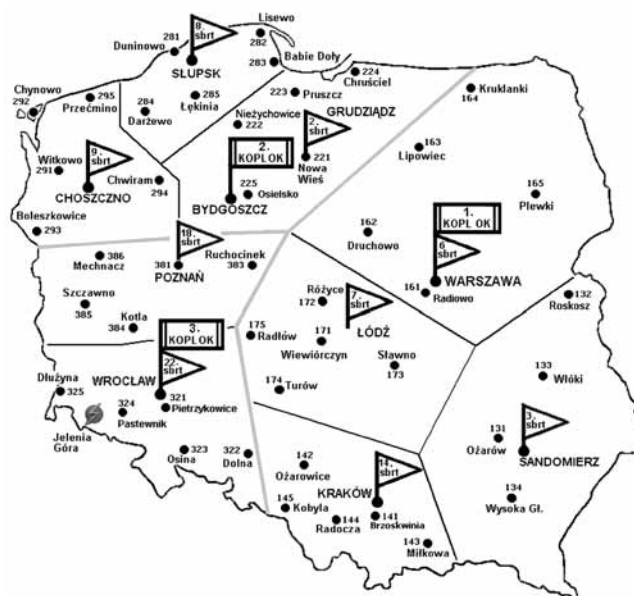 Lisewo
282
8.
sbrt
281
Duninowo
SŁUPSK
Babie Doły
283
224
Chruściel
Chynowo
292
295
Przećmino
284
Darżewo
285
Łękinia
223
Pruszcz
GRUDZIĄDZ
Kruklanki
164
Nieżychowice
222
2.
sbrt
221
Nowa
Wieś
2.
KOPLOK
225
Osielsko
BYDGOSZCZ
163
Lipowiec
165
Plewki
9.
sbrt
Witkowo
291
CHOSZCZNO
Chwiram
294
Boleszkowice
293
18.
sbrt
381
POZNAŃ
Ruchocinek
383
386
Mechnacz
162
Druchowo
1.
KOPLOK
6
sbrt
WARSZAWA
161
Radiowo
132
Roskosz
Szczawno
385
Kotla
384
Różyce
172
7.
sbrt
ŁÓDŹ
175
Radłów
171
Wiewiórczyn
Sławno
173
3.
KOPLOK
22.
sbrt
WROCŁAW
321
Pietrzykowice
Dłużyna
325
324
Pastewnik
Jelenia
Góra
174
Turów
133
Włóki
3.
sbrt
131
Ożarów
SANDOMIERZ
323
Osina
322
Dolna
142
Ożarowice
14.
sbrt
KRAKÓW
145
Kobyla
144
Radocza
141
Brzoskwinia
143
Miłkowa
134
Wysoka Gł.